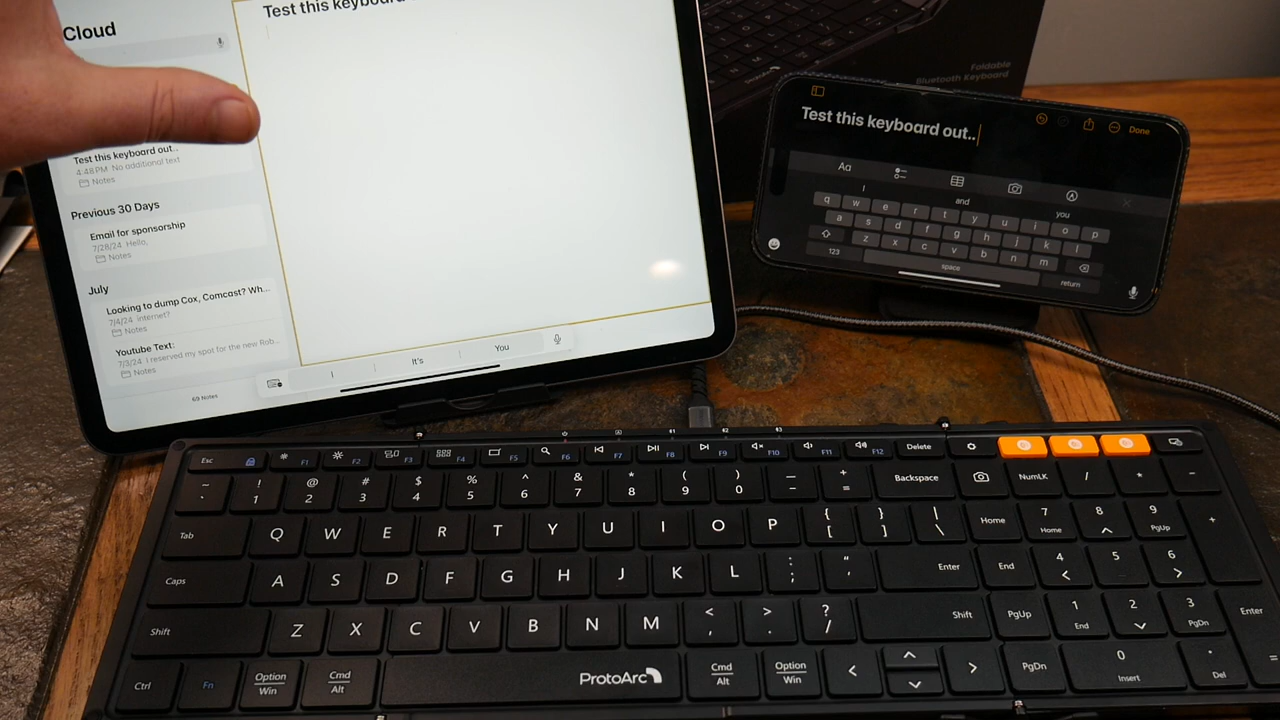 Cloud
Test this keyboard
Test this keyboard out..
4:48 PM No additional text
Notes
Previous 30 Days
Email for sponsorship
7/28/24 Hello,
Notes
July
Looking to dump Cox, Comcast? Wh...
7/4/24 internet?
Notes
Youtube Text:
7/3/24 I reserved my spot for the new Rob...
Notes
69 Notes
I It's You
Foldable
Bluetooth Keyboard
Test this keyboard out..
Done
Aa
I and you
q w e r t y u i o p
a s d f g h j k l
z x c v b n m
123 space return
Esc F1 F2 F3 F4 F5 F6 F7 F8 F9 F10 F11 F12 Delete
~ ` ! 1 @ 2 # 3 $ 4 % 5 ^ 6 & 7 * 8 ( 9 ) 0 — - + = Backspace NumLK / * -
Tab Q W E R T Y U I O P { [ } ] | \ Home 7 Home 8 9 PgUp +
Caps A S D F G H J K L : ; " ' Enter End 4 < 5 6 >
Shift Z X C V B N M < , > . ? / Shift PgUp 1 End 2 3 PgDn Enter
Ctrl Fn Option Win Cmd Alt ProtoArc Cmd Alt Option Win < > PgDn 0 Insert . Del =